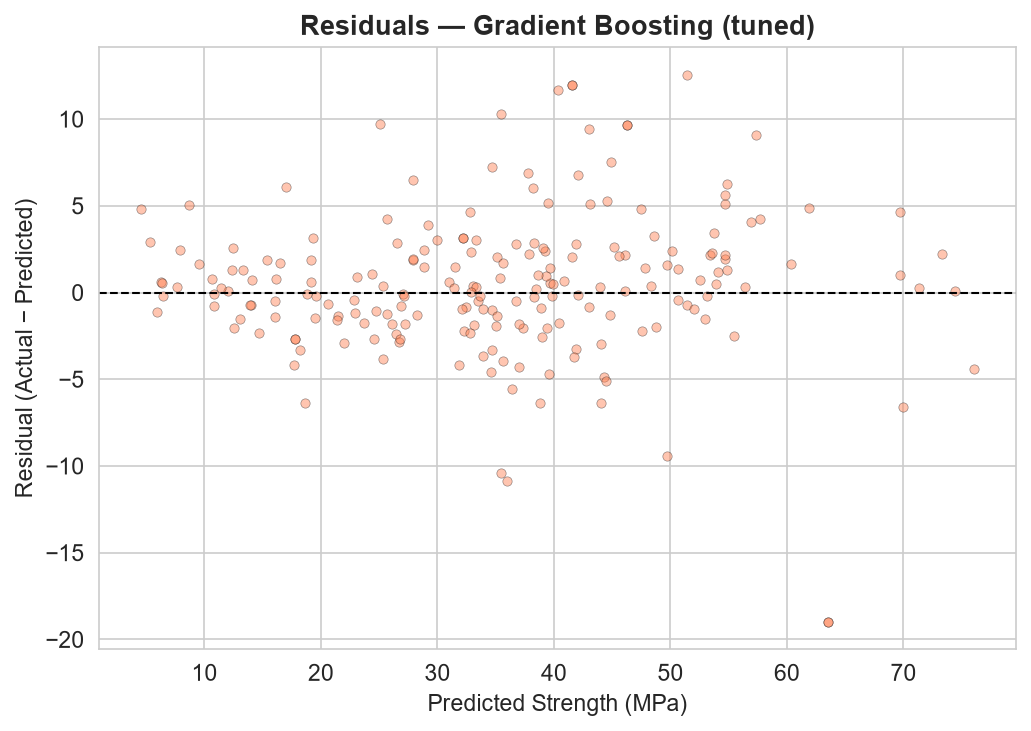 Residuals — Gradient Boosting (tuned)
10
5
0
−5
−10
−15
−20
Residual (Actual – Predicted)
10 20 30 40 50 60 70
Predicted Strength (MPa)